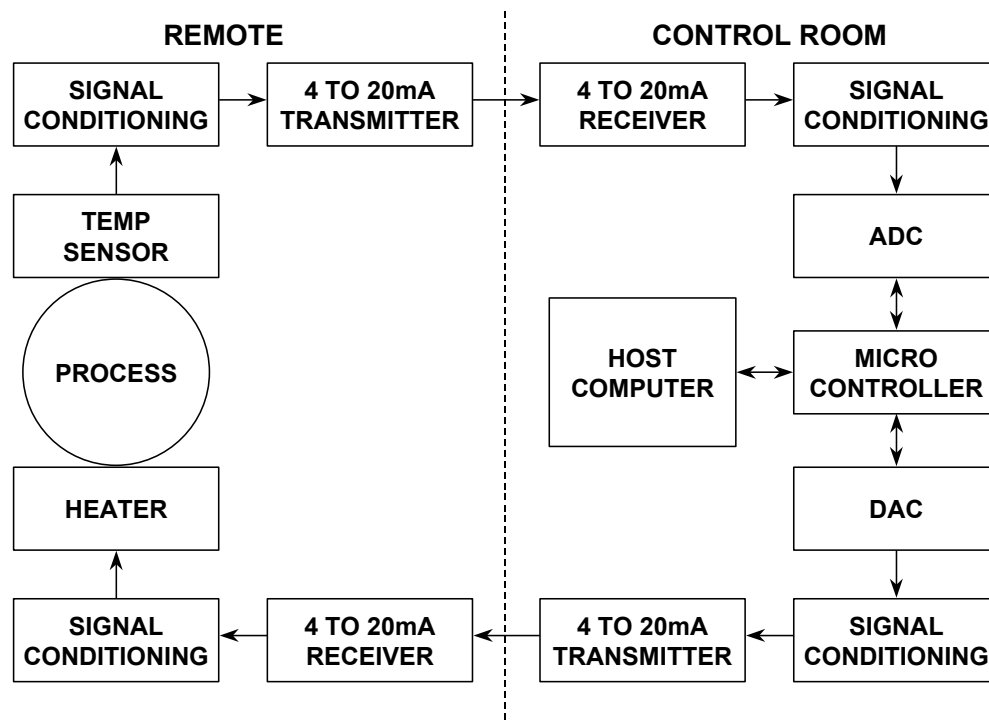 REMOTE
CONTROL ROOM
SIGNAL
CONDITIONING
4 TO 20mA
TRANSMITTER
4 TO 20mA
RECEIVER
SIGNAL
CONDITIONING
TEMP
SENSOR
ADC
PROCESS
HOST
COMPUTER
MICRO
CONTROLLER
HEATER
DAC
SIGNAL
CONDITIONING
4 TO 20mA
RECEIVER
4 TO 20mA
TRANSMITTER
SIGNAL
CONDITIONING